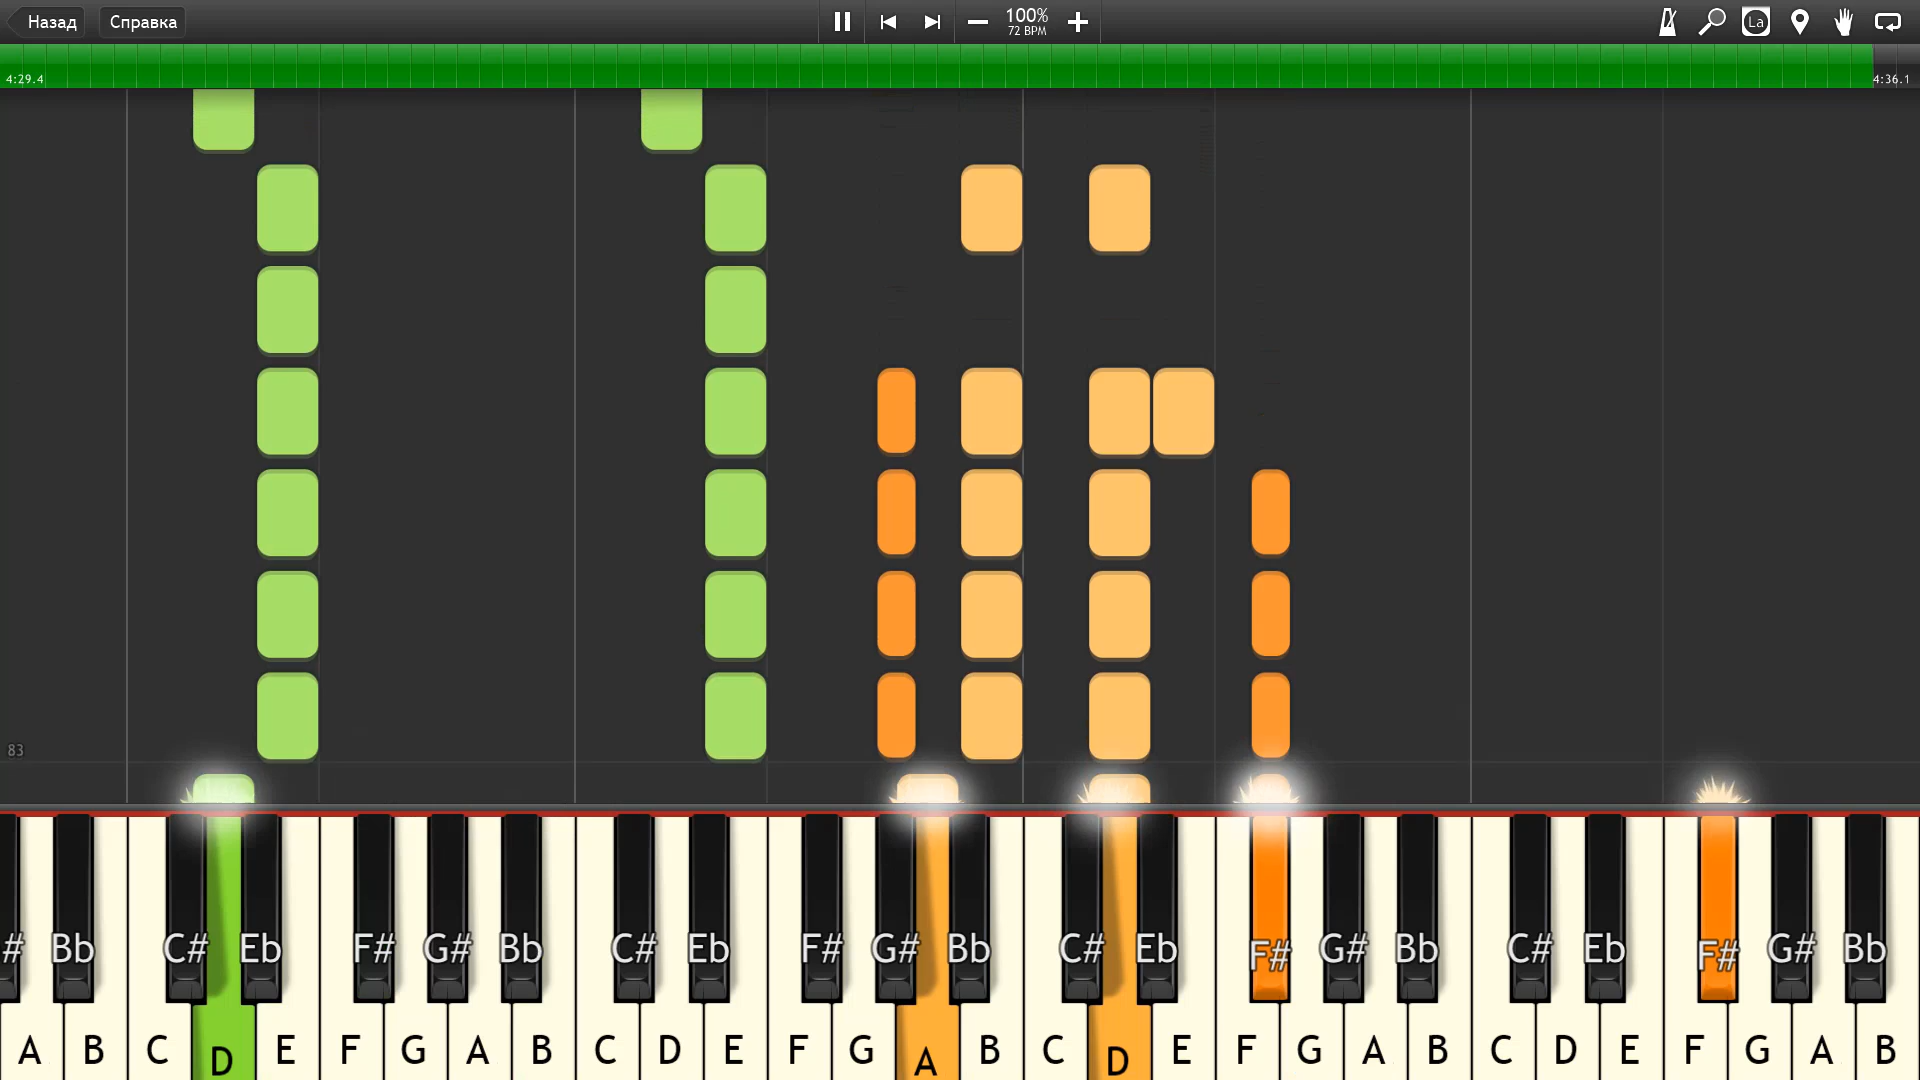 Назад Справка 100% La
72 BPM
4:29.4 4:36.1
83
# Bb C# Eb F# G# Bb C# Eb F# G# Bb C# Eb F# G# Bb C# Eb F# G# Bb
A B C D E F G A B C D E F G A B C D E F G A B C D E F G A B